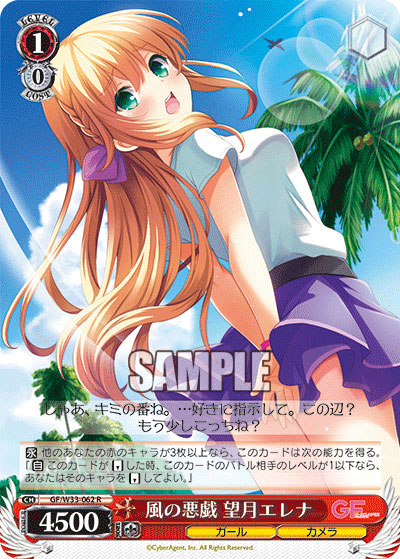 LEVEL
1
0
COST
SAMPLE
じゃあ、キミの番ね。…好きに指示して。この辺?
もう少しこっちね?
永 他のあなたの赤のキャラが3枚以上なら、このカードは次の能力を得る。
「自 このカードが【】した時、このカードのバトル相手のレベルが1以下なら、
あなたはそのキャラを【】してよい。」
CH GF/W33-062 R
4500
風の悪戯 望月エレナ
GF
ガール カメラ
©CyberAgent, Inc. All Rights Reserved.